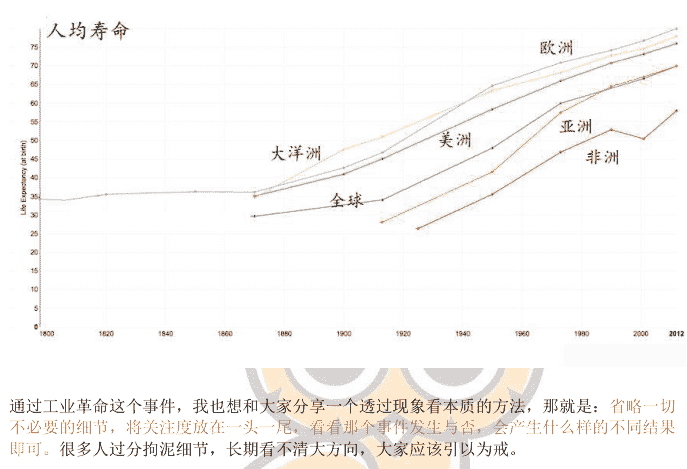 人均寿命
75
70
65
60
55
50
45
40
35
30
25
20
15
10
5
0
Life Expectancy (at birth)
欧洲
大洋洲
美洲
亚洲
非洲
全球
1800
1820
1840
1860
1880
1900
1920
1940
1960
1980
2000
2012
通过工业革命这个事件，我也想和大家分享一个透过现象看本质的方法，那就是：省略一切
不必要的细节，将关注度放在一头一尾，看看那个事件发生与否，会产生什么样的不同结果
即可。很多人过分拘泥细节，长期看不清大方向，大家应该引以为戒。